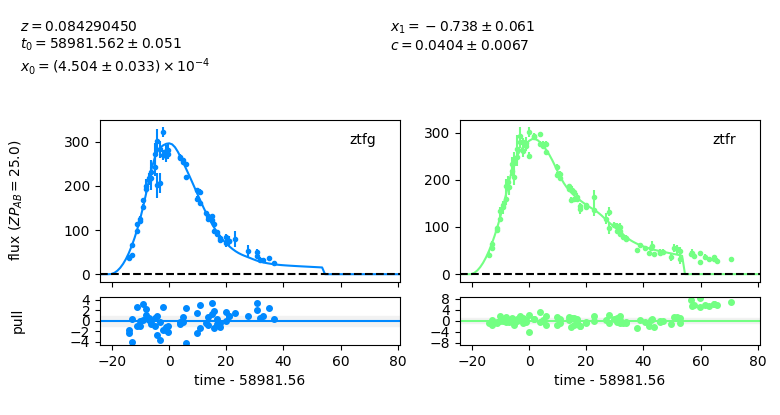 z = 0.084290450
t0 = 58981.562 ± 0.051
x0 = (4.504 ± 0.033) × 10^-4
x1 = −0.738 ± 0.061
c = 0.0404 ± 0.0067
flux (ZP_AB = 25.0)
300
200
100
0
ztfg
300
200
100
0
ztfr
pull
4
2
0
−2
−4
−20 0 20 40 60 80
time - 58981.56
8
4
0
−4
−8
−20 0 20 40 60 80
time - 58981.56